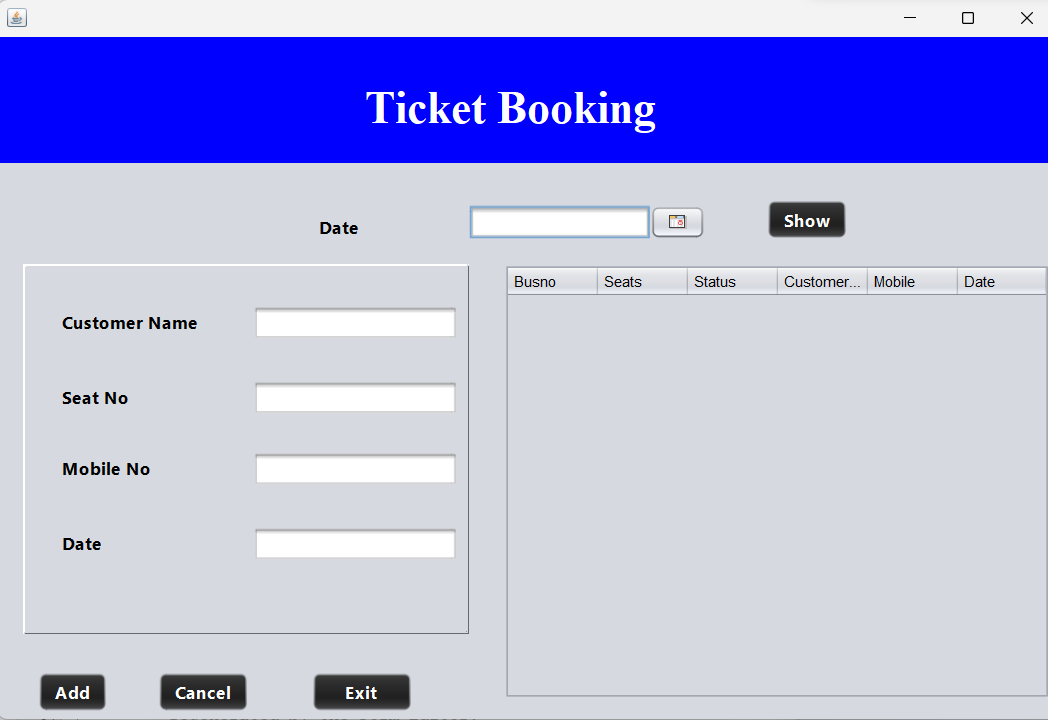 Ticket Booking
Date
Show
Busno Seats Status Customer... Mobile Date
Customer Name
Seat No
Mobile No
Date
Add Cancel Exit